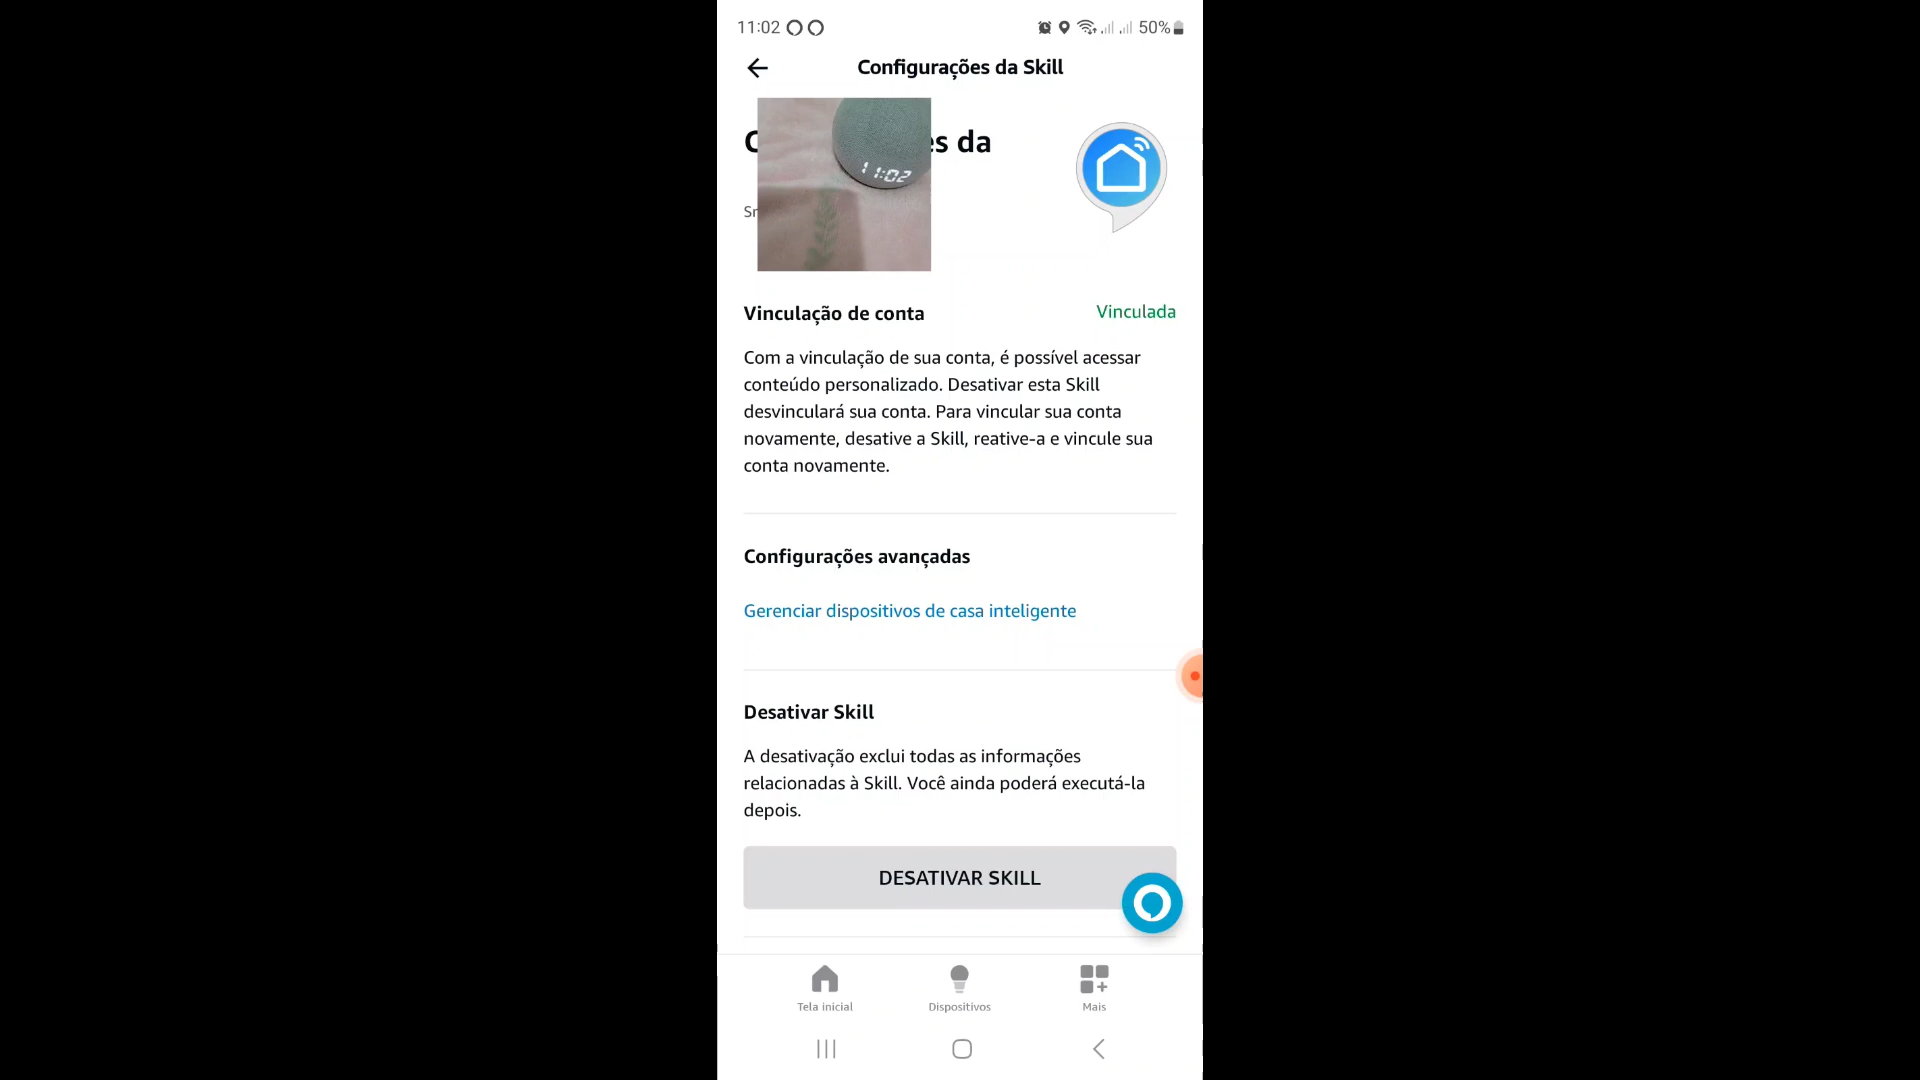 11:02
50%
Configurações da Skill
es da
11:02
Vinculação de conta
Vinculada
Com a vinculação de sua conta, é possível acessar
conteúdo personalizado. Desativar esta Skill
desvinculará sua conta. Para vincular sua conta
novamente, desative a Skill, reative-a e vincule sua
conta novamente.
Configurações avançadas
Gerenciar dispositivos de casa inteligente
Desativar Skill
A desativação exclui todas as informações
relacionadas à Skill. Você ainda poderá executá-la
depois.
DESATIVAR SKILL
Tela inicial
Dispositivos
Mais